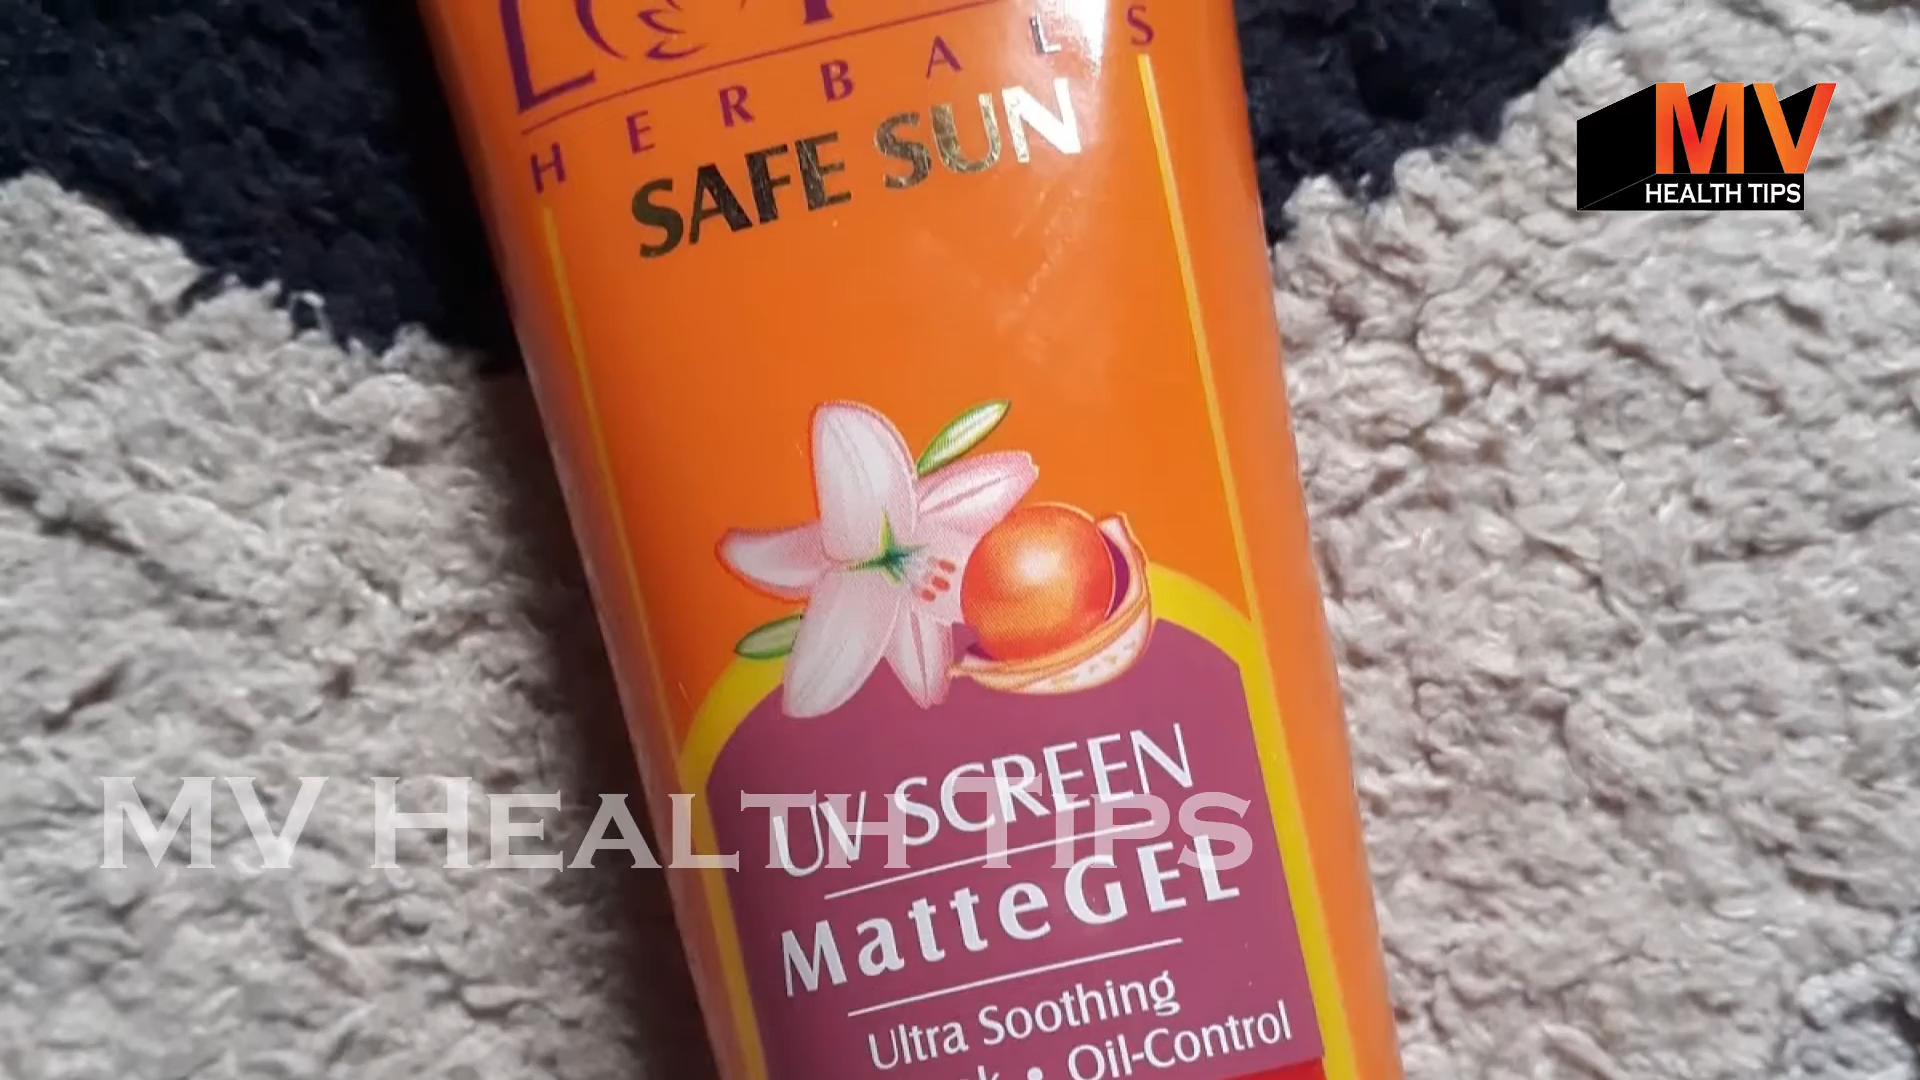 HERBALS
SAFE SUN
MV
HEALTH TIPS
UV SCREEN
MatteGEL
MV HEALTH TIPS
Ultra Soothing
• Oil-Control